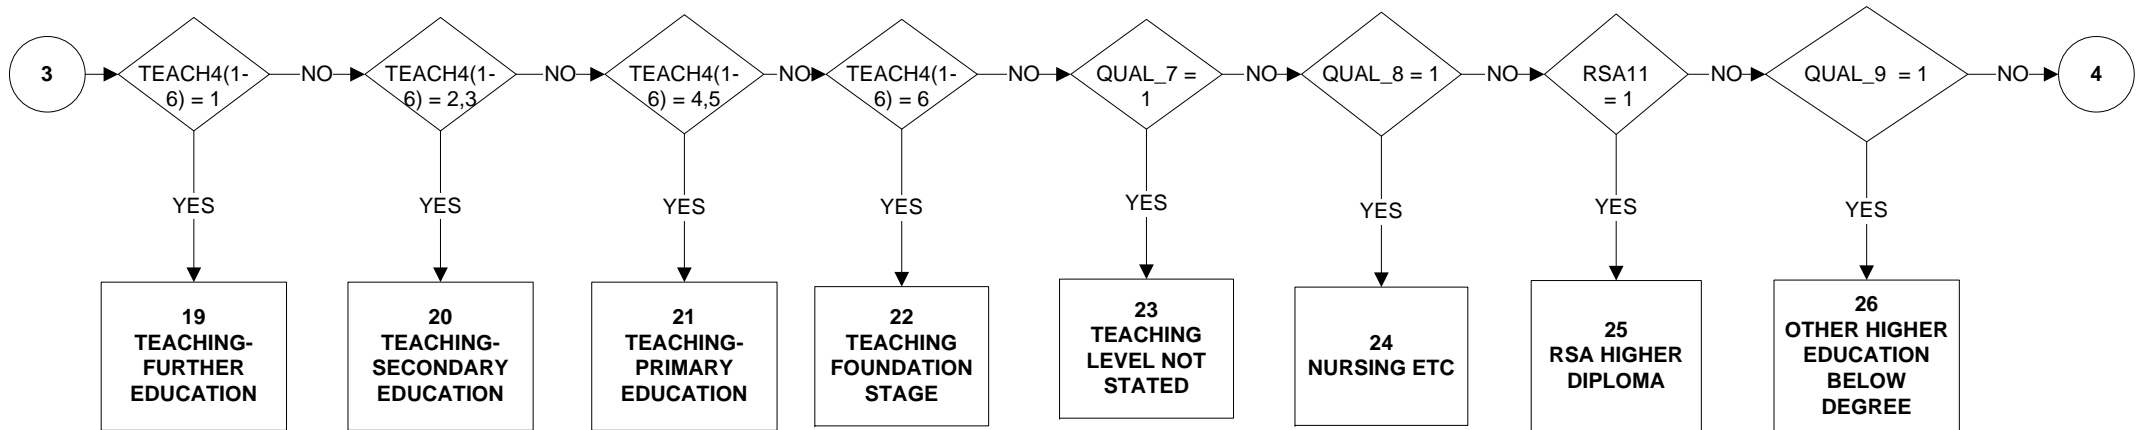 3
TEACH4(1-
6) = 1
NO
TEACH4(1-
6) = 2,3
NO
TEACH4(1-
6) = 4,5
NO
TEACH4(1-
6) = 6
NO
QUAL_7 =
1
NO
QUAL_8 = 1
NO
RSA11
= 1
NO
QUAL_9 = 1
NO
4
YES
YES
YES
YES
YES
YES
YES
YES
19
TEACHING-
FURTHER
EDUCATION
20
TEACHING-
SECONDARY
EDUCATION
21
TEACHING-
PRIMARY
EDUCATION
22
TEACHING
FOUNDATION
STAGE
23
TEACHING
LEVEL NOT
STATED
24
NURSING ETC
25
RSA HIGHER
DIPLOMA
26
OTHER HIGHER
EDUCATION
BELOW
DEGREE